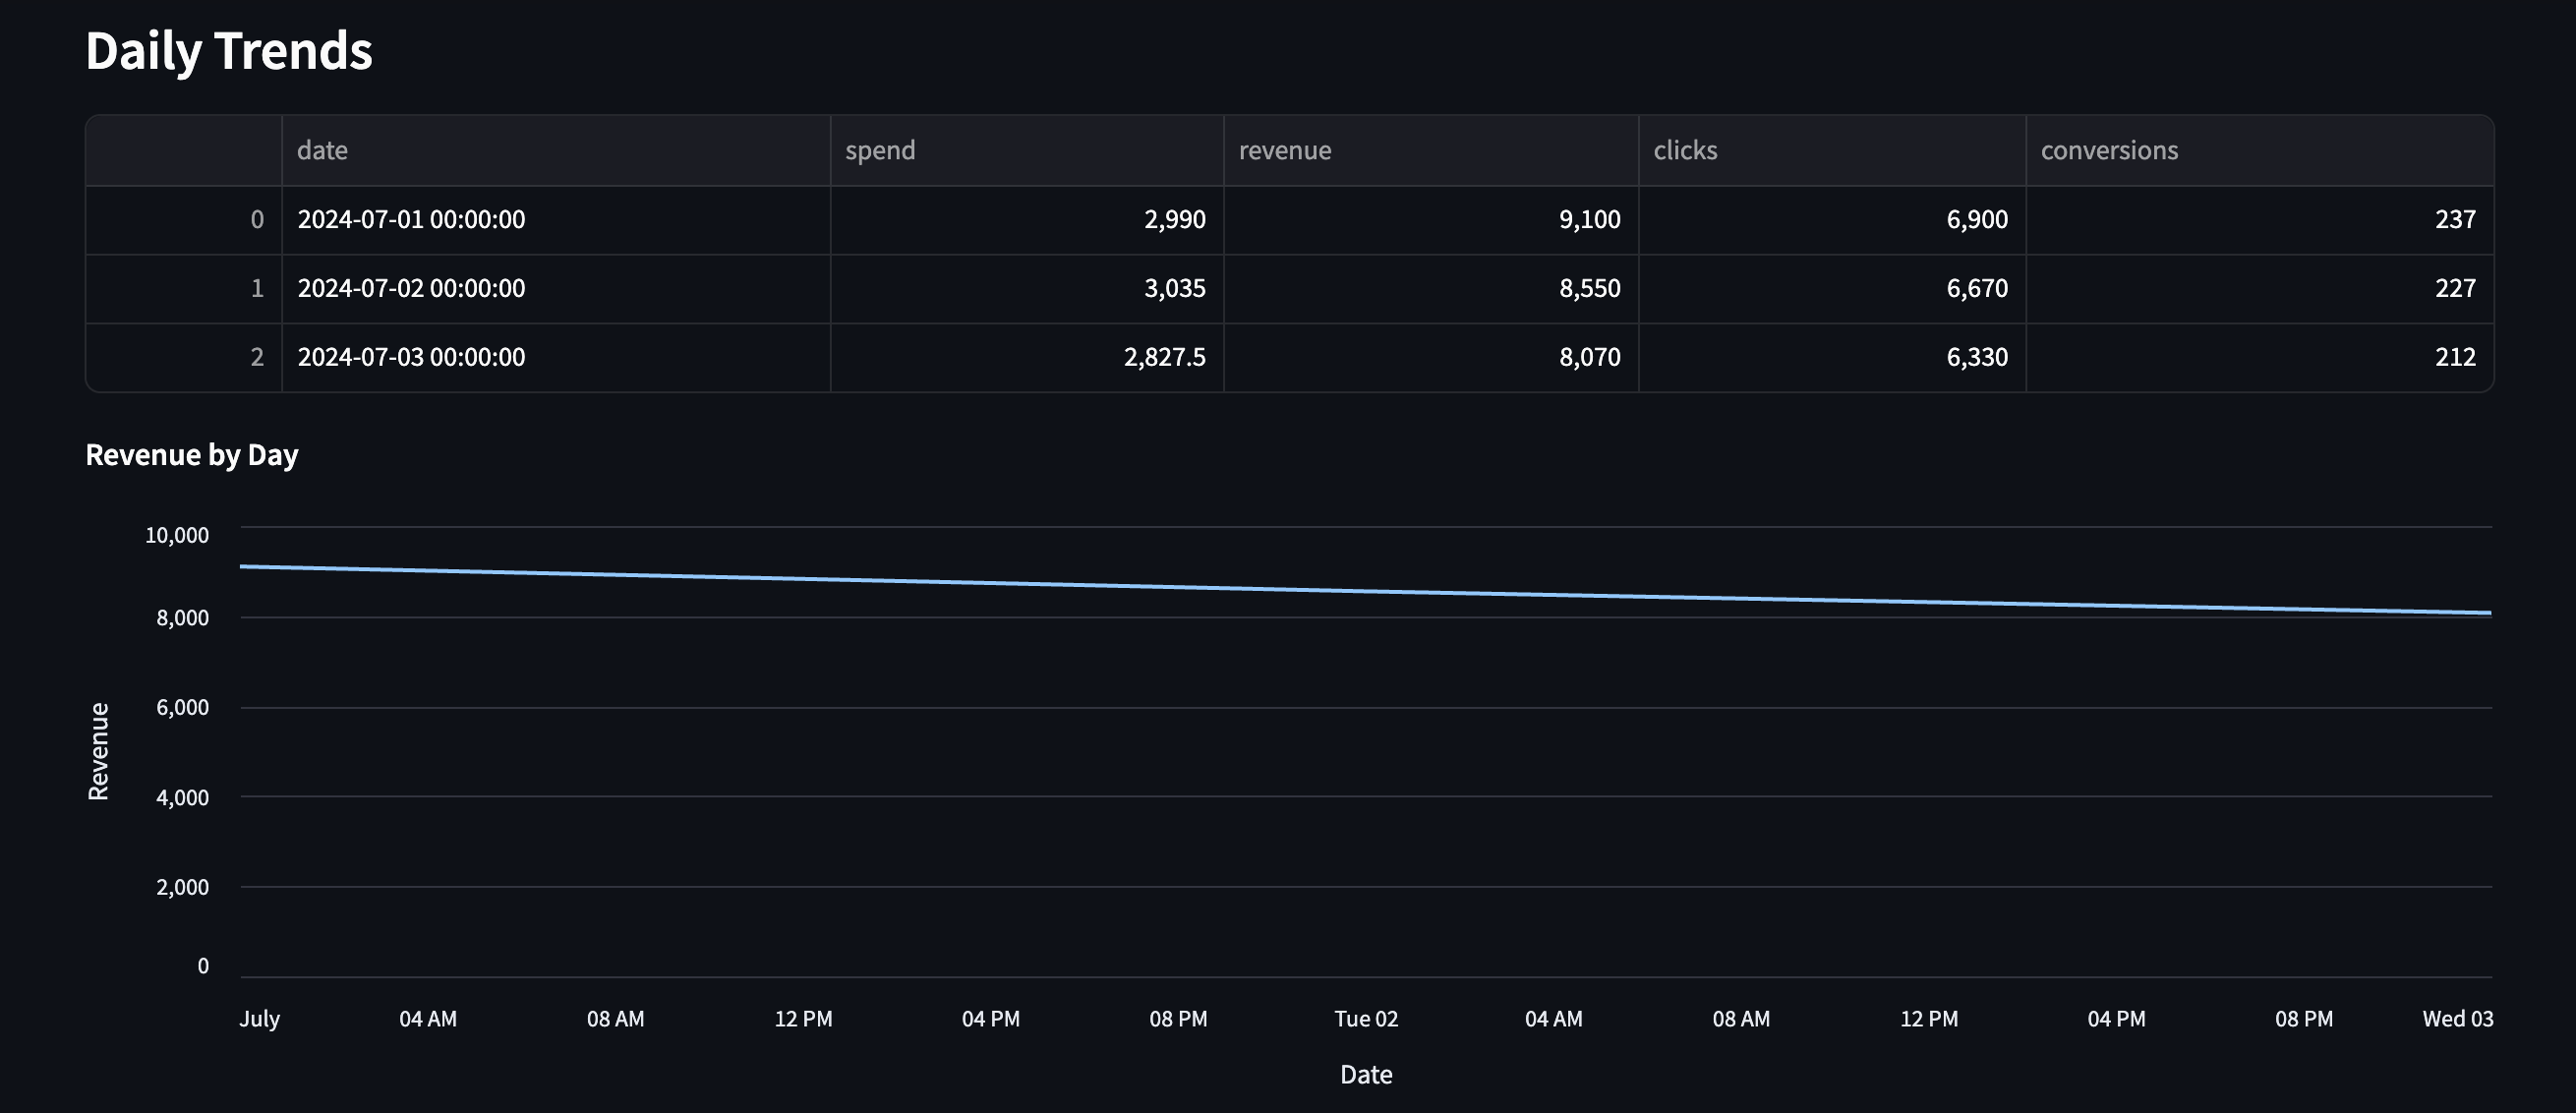 Daily Trends
date spend revenue clicks conversions
0 2024-07-01 00:00:00 2,990 9,100 6,900 237
1 2024-07-02 00:00:00 3,035 8,550 6,670 227
2 2024-07-03 00:00:00 2,827.5 8,070 6,330 212
Revenue by Day
10,000
8,000
6,000
4,000
2,000
0
Revenue
July 04 AM 08 AM 12 PM 04 PM 08 PM Tue 02 04 AM 08 AM 12 PM 04 PM 08 PM Wed 03
Date